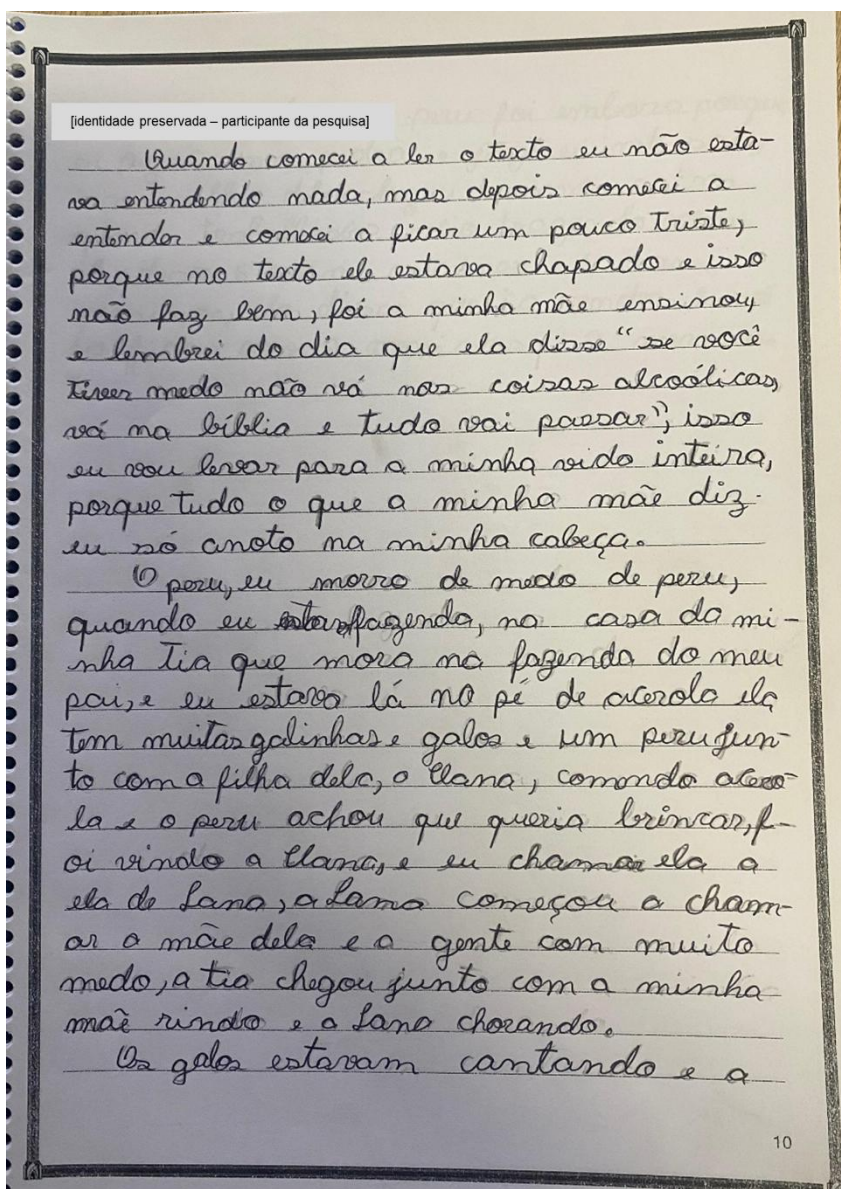 [identidade preservada – participante da pesquisa]
Quando comecei a ler o texto eu não esta-
va entendendo nada, mas depois comecei a
entender e comecei a ficar um pouco triste,
porque no texto ele estava chapado e isso
não faz bem, foi a minha mãe ensinou,
e lembrei do dia que ela disse "se você
tiver medo não vá nas coisas alcoólicas,
vá na bíblia e tudo vai passar", isso
eu vou levar para a minha vida inteira,
porque tudo o que a minha mãe diz.
eu só anoto na minha cabeça.
O peru, eu morro de medo de peru,
quando eu fazenda, na casa da mi-
nha tia que mora na fazenda do meu
pai, e eu estava lá no pé de acerola ela
tem muitas galinhas e galos e um peru jun-
to com a filha dela, a Llana, comendo acero-
la e o peru achou que queria brincar, f-
oi vindo a Llana, e eu ela a
ela de Lana, a Lana começou a cham-
ar a mãe dela e a gente com muito
medo, a tia chegou junto com a minha
mãe rindo e a Lana chorando.
Os galos estavam cantando e a
10